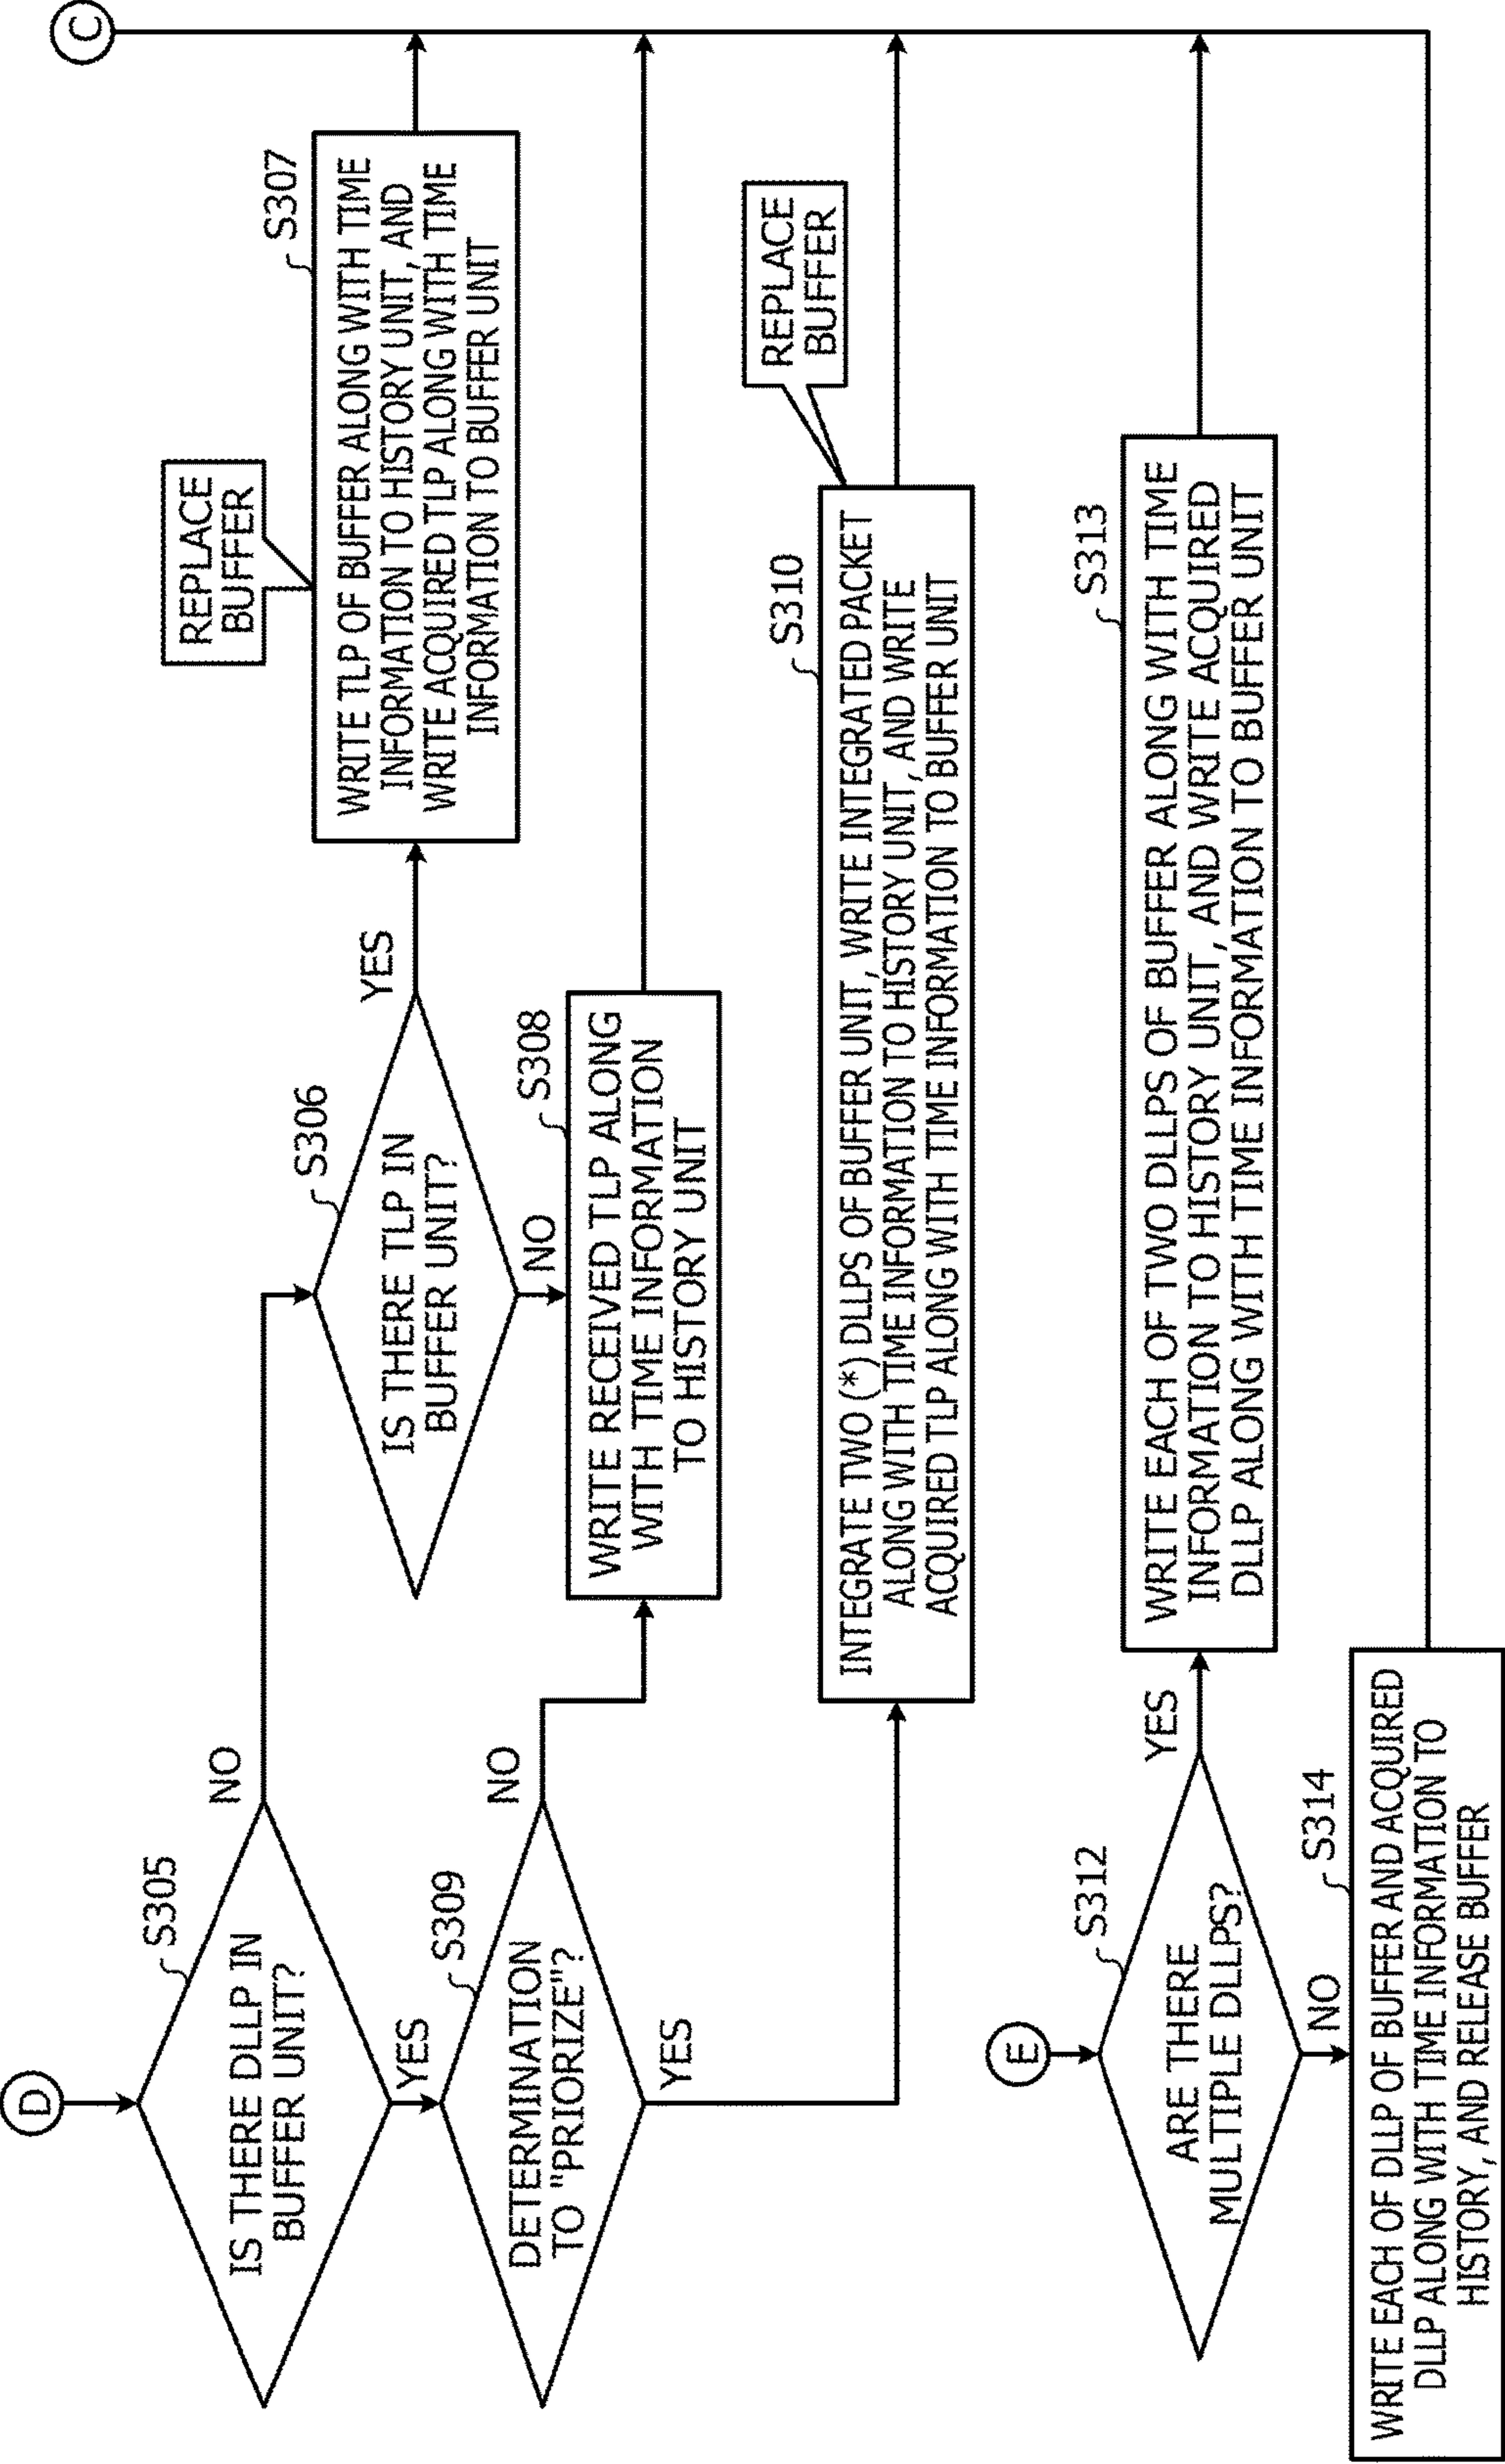 D
S305
IS THERE DLLP IN
BUFFER UNIT?
NO
YES
S306
IS THERE TLP IN
BUFFER UNIT?
YES
NO
REPLACE
BUFFER
S307
WRITE TLP OF BUFFER ALONG WITH TIME
INFORMATION TO HISTORY UNIT, AND
WRITE ACQUIRED TLP ALONG WITH TIME
INFORMATION TO BUFFER UNIT
C
S309
DETERMINATION
TO "PRIORIZE"?
NO
YES
S308
WRITE RECEIVED TLP ALONG
WITH TIME INFORMATION
TO HISTORY UNIT
S310
REPLACE
BUFFER
INTEGRATE TWO (*) DLLPS OF BUFFER UNIT, WRITE INTEGRATED PACKET
ALONG WITH TIME INFORMATION TO HISTORY UNIT, AND WRITE
ACQUIRED TLP ALONG WITH TIME INFORMATION TO BUFFER UNIT
E
S312
ARE THERE
MULTIPLE DLLPS?
YES
NO
S313
WRITE EACH OF TWO DLLPS OF BUFFER ALONG WITH TIME
INFORMATION TO HISTORY UNIT, AND WRITE ACQUIRED
DLLP ALONG WITH TIME INFORMATION TO BUFFER UNIT
S314
WRITE EACH OF DLLP OF BUFFER AND ACQUIRED
DLLP ALONG WITH TIME INFORMATION TO
HISTORY, AND RELEASE BUFFER